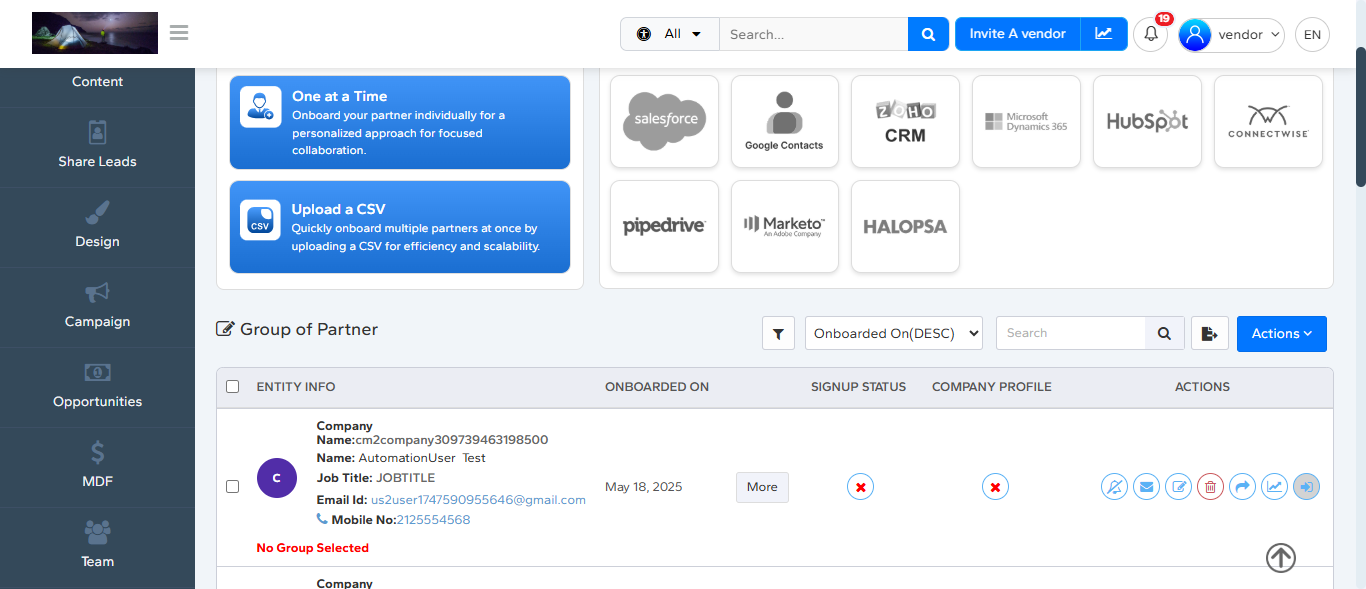 All
Search...
Invite A vendor
19
vendor
EN
Content
Share Leads
Design
Campaign
Opportunities
MDF
Team
One at a Time
Onboard your partner individually for a
personalized approach for focused
collaboration.
CSV
Upload a CSV
Quickly onboard multiple partners at once by
uploading a CSV for efficiency and scalability.
salesforce
Google Contacts
ZOHO
CRM
Microsoft
Dynamics 365
HubSpot
CONNECTWISE
pipedrive
Marketo™
An Adobe Company
HALOPSA
Group of Partner
Onboarded On(DESC)
Search
Actions
ENTITY INFO
ONBOARDED ON
SIGNUP STATUS
COMPANY PROFILE
ACTIONS
C
Company
Name:cm2company309739463198500
Name: AutomationUser Test
Job Title: JOBTITLE
Email Id: us2user1747590955646@gmail.com
Mobile No:2125554568
May 18, 2025
More
No Group Selected
Company